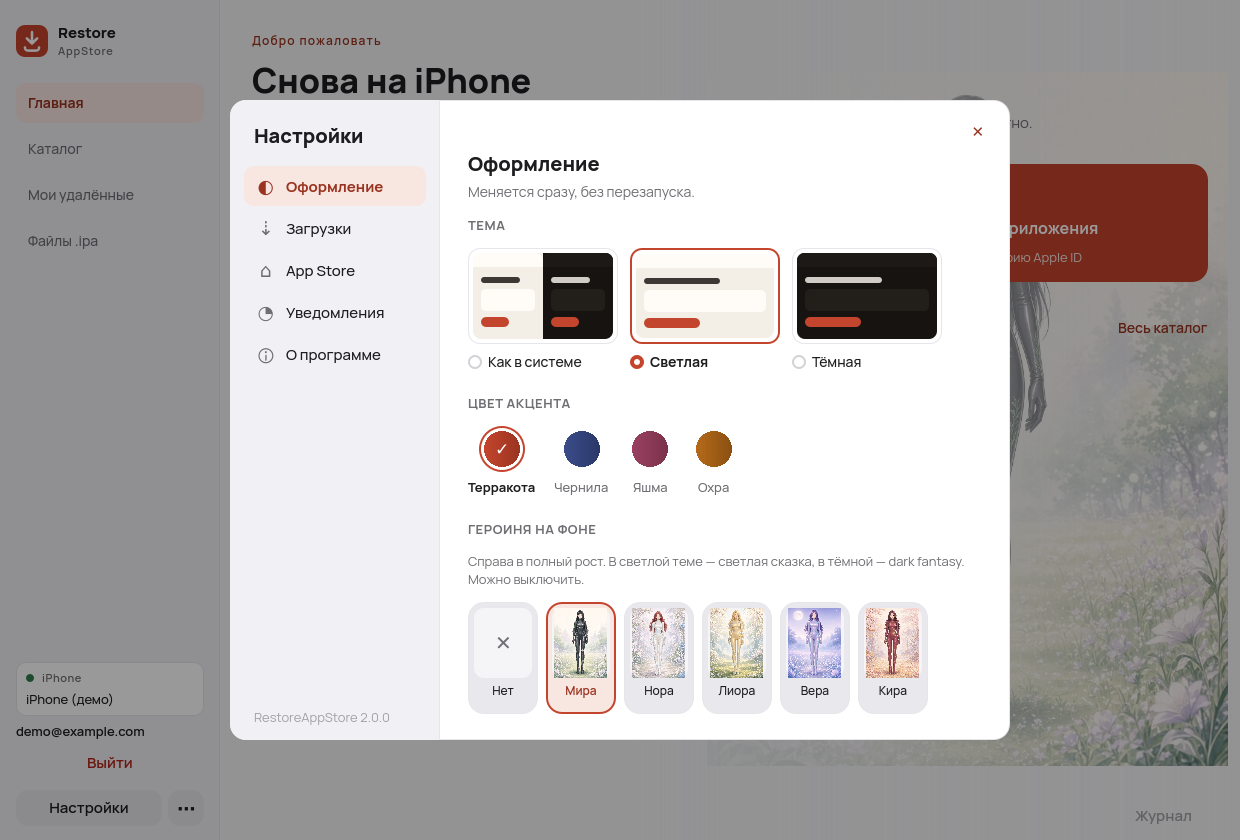 Restore
AppStore
Главная
Каталог
Мои удалённые
Файлы .ipa
iPhone
iPhone (демо)
demo@example.com
Выйти
Настройки
Добро пожаловать
Снова на iPhone
Настройки
Оформление
Загрузки
App Store
Уведомления
О программе
RestoreAppStore 2.0.0
Оформление
Меняется сразу, без перезапуска.
ТЕМА
Как в системе
Светлая
Тёмная
ЦВЕТ АКЦЕНТА
Терракота
Чернила
Яшма
Охра
ГЕРОИНЯ НА ФОНЕ
Справа в полный рост. В светлой теме — светлая сказка, в тёмной — dark fantasy.
Можно выключить.
Нет
Мира
Нора
Лиора
Вера
Кира
Apple ID
Весь каталог
Журнал